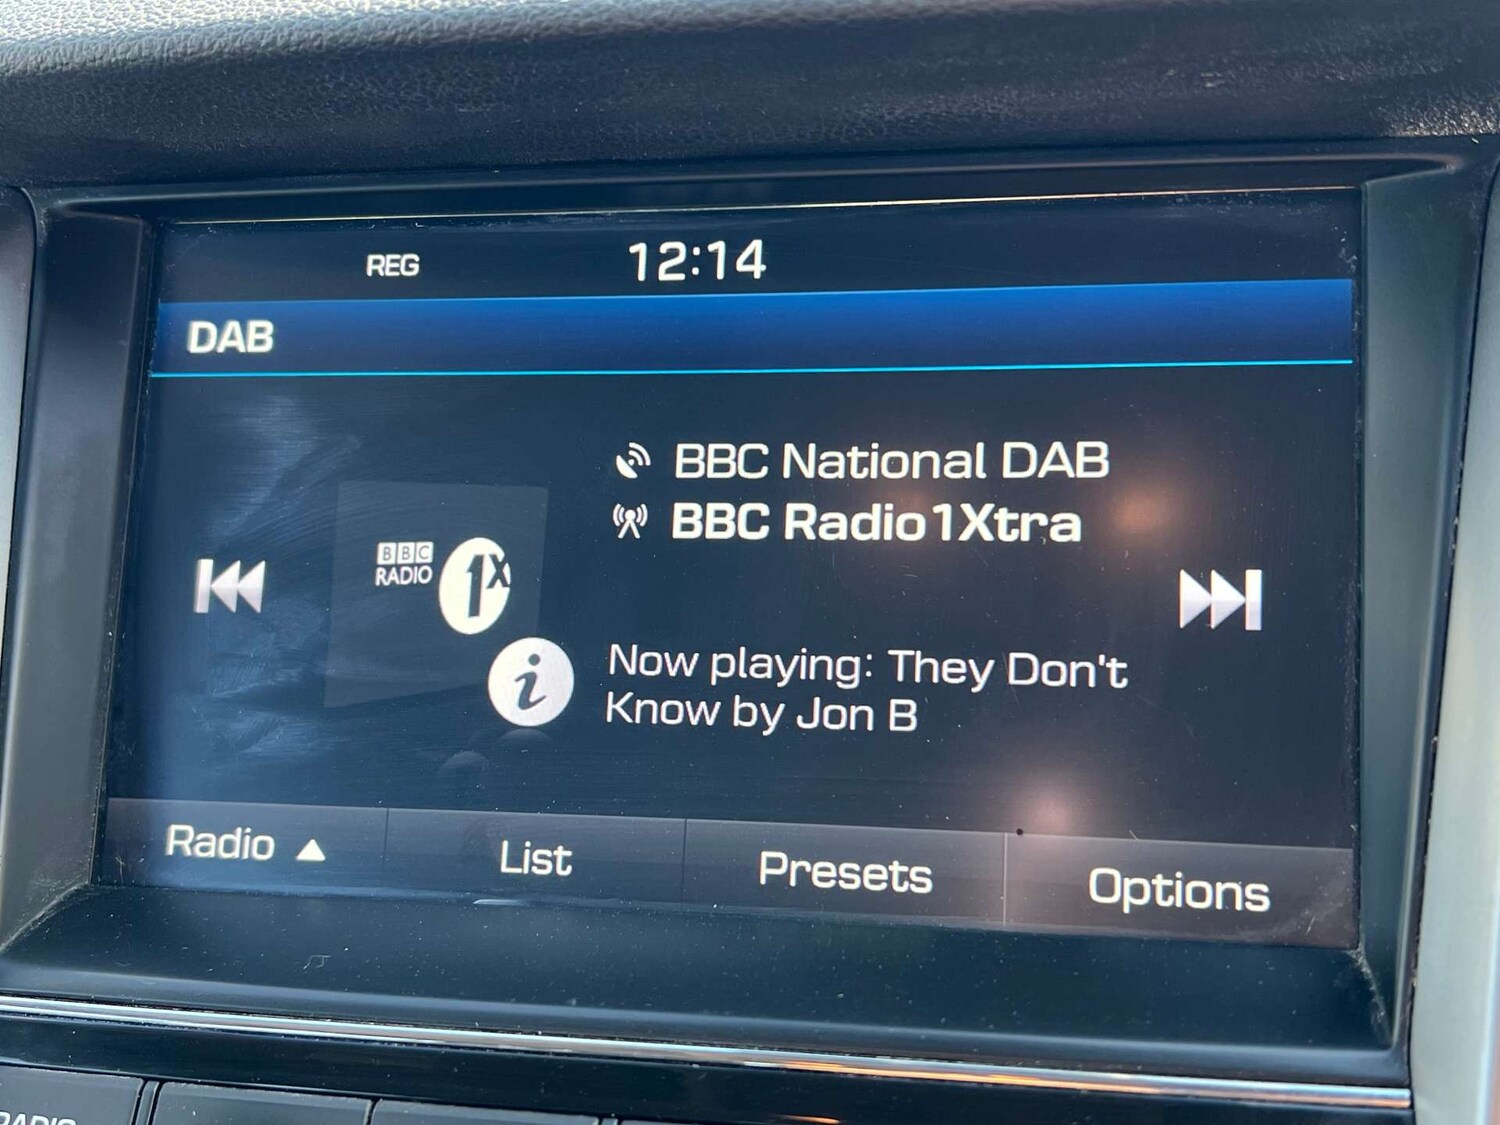 REG 12:14
DAB
BBC National DAB
BBC Radio1Xtra
BBC
RADIO 1X
i
Now playing: They Don't
Know by Jon B
Radio ▲ List Presets Options
RADIO